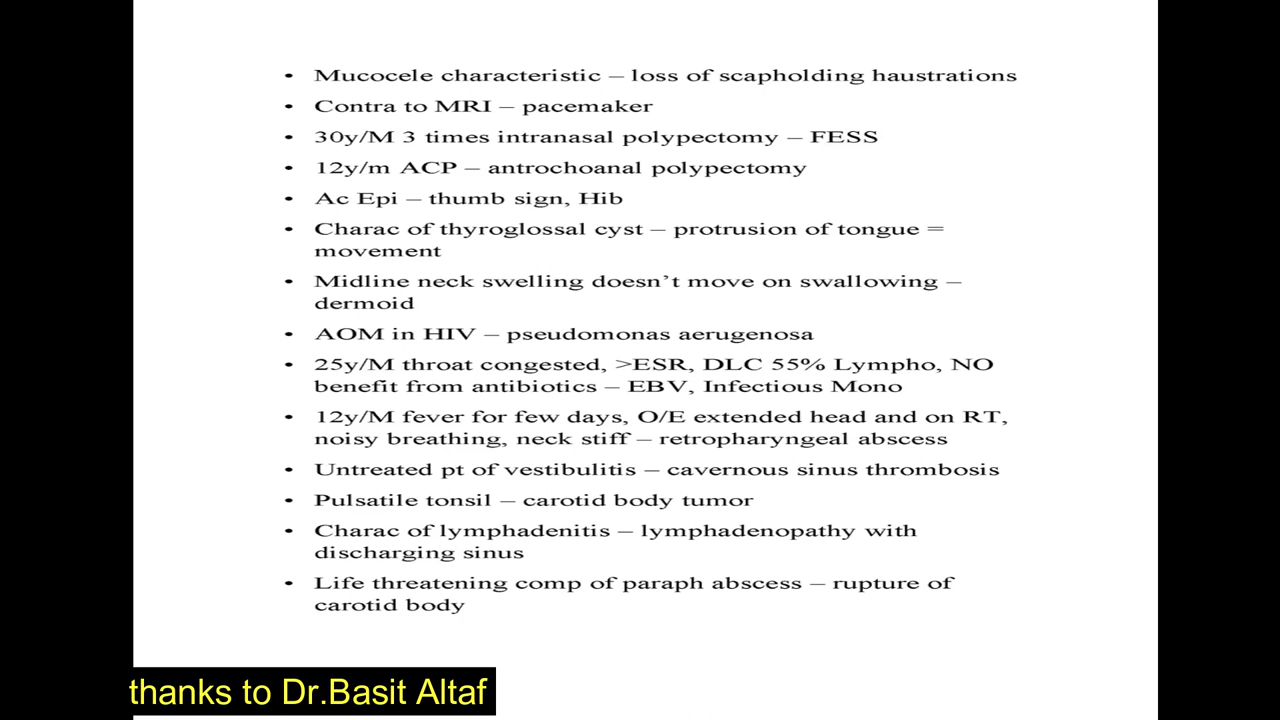 • Mucocele characteristic – loss of scapholding haustrations
• Contra to MRI – pacemaker
• 30y/M 3 times intranasal polypectomy – FESS
• 12y/m ACP – antrochoanal polypectomy
• Ac Epi – thumb sign, Hib
• Charac of thyroglossal cyst – protrusion of tongue =
movement
• Midline neck swelling doesn't move on swallowing –
dermoid
• AOM in HIV – pseudomonas aerugenosa
• 25y/M throat congested, >ESR, DLC 55% Lympho, NO
benefit from antibiotics – EBV, Infectious Mono
• 12y/M fever for few days, O/E extended head and on RT,
noisy breathing, neck stiff – retropharyngeal abscess
• Untreated pt of vestibulitis – cavernous sinus thrombosis
• Pulsatile tonsil – carotid body tumor
• Charac of lymphadenitis – lymphadenopathy with
discharging sinus
• Life threatening comp of paraph abscess – rupture of
carotid body
thanks to Dr.Basit Altaf